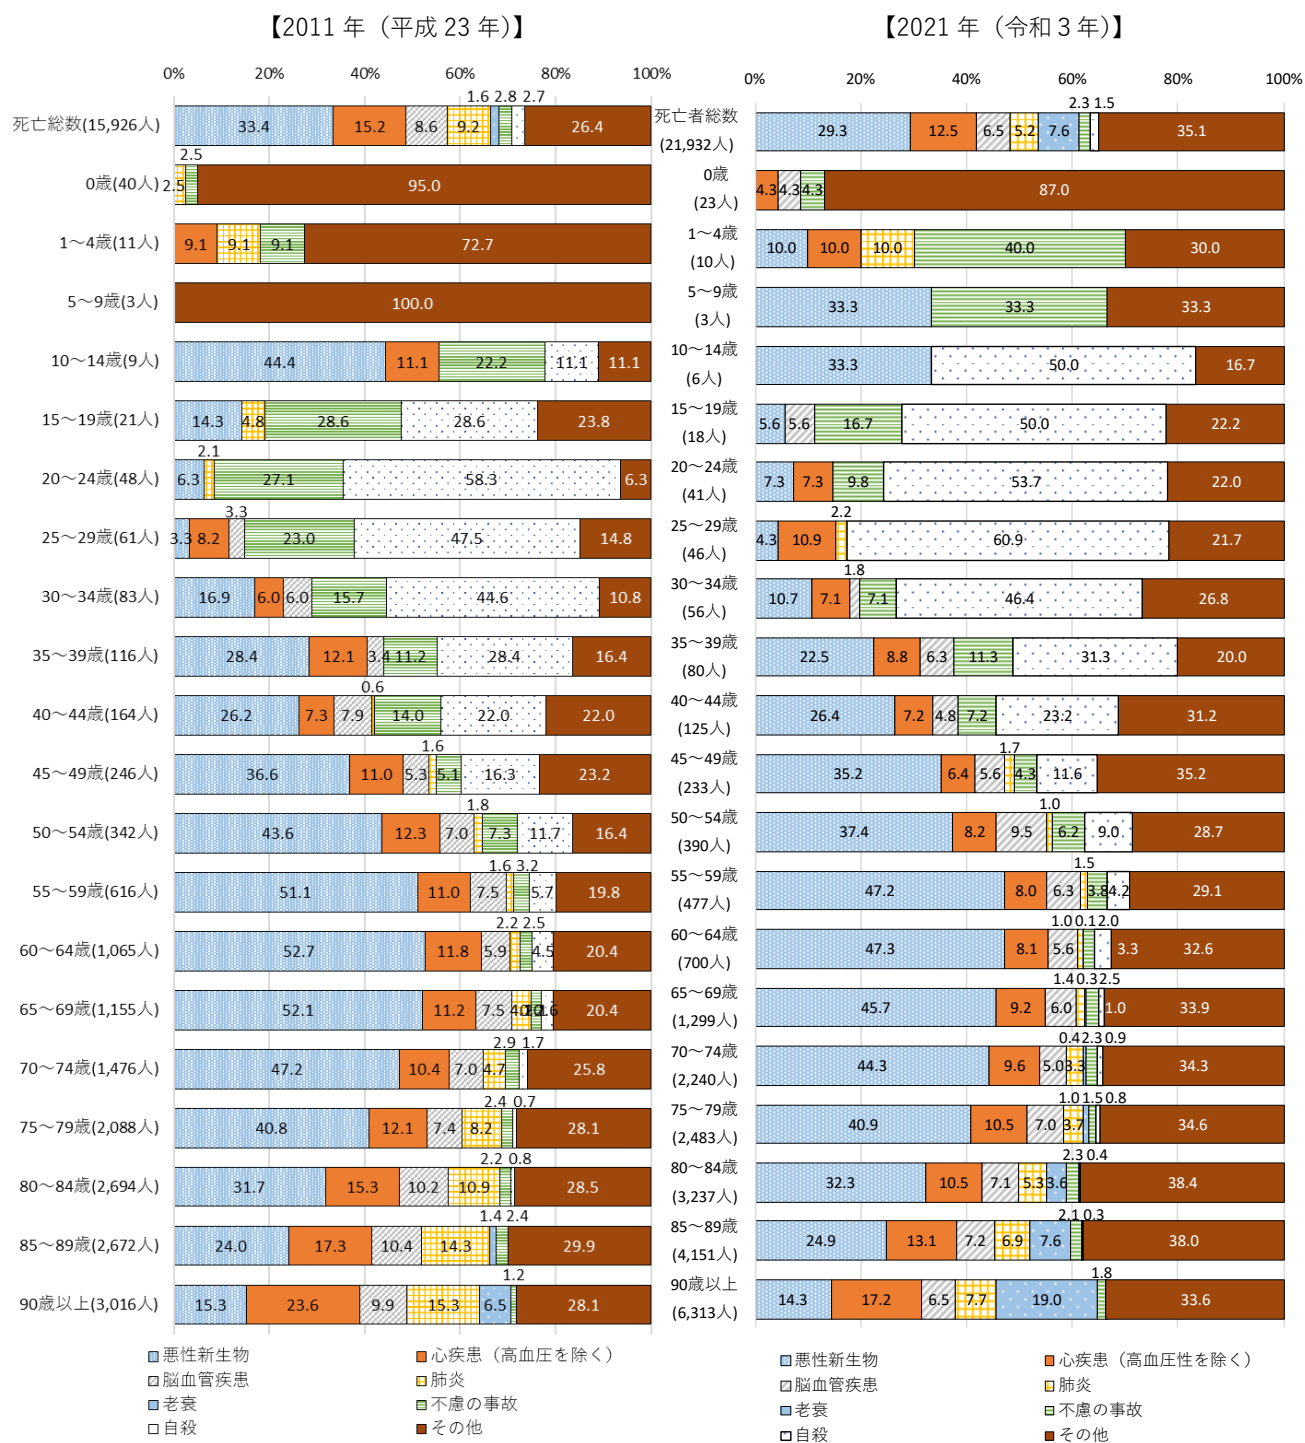 【2011 年（平成 23 年）】
0% 20% 40% 60% 80% 100%
1.6 2.8 2.7
死亡総数(15,926人) 33.4 15.2 8.6 9.2 26.4
2.5
0歳(40人) 2.5 95.0
1～4歳(11人) 9.1 9.1 9.1 72.7
5～9歳(3人) 100.0
10～14歳(9人) 44.4 11.1 22.2 11.1 11.1
15～19歳(21人) 14.3 4.8 28.6 28.6 23.8
2.1
20～24歳(48人) 6.3 27.1 58.3 6.3
3.3
25～29歳(61人) 3.3 8.2 23.0 47.5 14.8
30～34歳(83人) 16.9 6.0 6.0 15.7 44.6 10.8
35～39歳(116人) 28.4 12.1 3.4 11.2 28.4 16.4
0.6
40～44歳(164人) 26.2 7.3 7.9 14.0 22.0 22.0
1.6
45～49歳(246人) 36.6 11.0 5.3 5.1 16.3 23.2
1.8
50～54歳(342人) 43.6 12.3 7.0 7.3 11.7 16.4
1.6 3.2
55～59歳(616人) 51.1 11.0 7.5 5.7 19.8
2.2 2.5
60～64歳(1,065人) 52.7 11.8 5.9 4.5 20.4
65～69歳(1,155人) 52.1 11.2 7.5 20.4
2.9 1.7
70～74歳(1,476人) 47.2 10.4 7.0 4.7 25.8
2.4 0.7
75～79歳(2,088人) 40.8 12.1 7.4 8.2 28.1
2.2 0.8
80～84歳(2,694人) 31.7 15.3 10.2 10.9 28.5
1.4 2.4
85～89歳(2,672人) 24.0 17.3 10.4 14.3 29.9
1.2
90歳以上(3,016人) 15.3 23.6 9.9 15.3 6.5 28.1
悪性新生物 心疾患（高血圧を除く）
脳血管疾患 肺炎
老衰 不慮の事故
自殺 その他
【2021 年（令和 3 年）】
0% 20% 40% 60% 80% 100%
2.3 1.5
死亡者総数
(21,932人) 29.3 12.5 6.5 5.2 7.6 35.1
0歳
(23人) 4.3 4.3 4.3 87.0
1～4歳
(10人) 10.0 10.0 10.0 40.0 30.0
5～9歳
(3人) 33.3 33.3 33.3
10～14歳
(6人) 33.3 50.0 16.7
15～19歳
(18人) 5.6 5.6 16.7 50.0 22.2
20～24歳
(41人) 7.3 7.3 9.8 53.7 22.0
2.2
25～29歳
(46人) 4.3 10.9 60.9 21.7
1.8
30～34歳
(56人) 10.7 7.1 7.1 46.4 26.8
35～39歳
(80人) 22.5 8.8 6.3 11.3 31.3 20.0
40～44歳
(125人) 26.4 7.2 4.8 7.2 23.2 31.2
1.7
45～49歳
(233人) 35.2 6.4 5.6 4.3 11.6 35.2
1.0
50～54歳
(390人) 37.4 8.2 9.5 6.2 9.0 28.7
1.5
55～59歳
(477人) 47.2 8.0 6.3 3.8 4.2 29.1
1.0 0.1 2.0
60～64歳
(700人) 47.3 8.1 5.6 3.3 32.6
1.4 0.3 2.5
65～69歳
(1,299人) 45.7 9.2 6.0 1.0 33.9
0.4 2.3 0.9
70～74歳
(2,240人) 44.3 9.6 5.0 3.3 34.3
1.0 1.5 0.8
75～79歳
(2,483人) 40.9 10.5 7.0 3.7 34.6
2.3 0.4
80～84歳
(3,237人) 32.3 10.5 7.1 5.3 3.6 38.4
2.1 0.3
85～89歳
(4,151人) 24.9 13.1 7.2 6.9 7.6 38.0
1.8
90歳以上
(6,313人) 14.3 17.2 6.5 7.7 19.0 33.6
悪性新生物 心疾患（高血圧性を除く）
脳血管疾患 肺炎
老衰 不慮の事故
自殺 その他